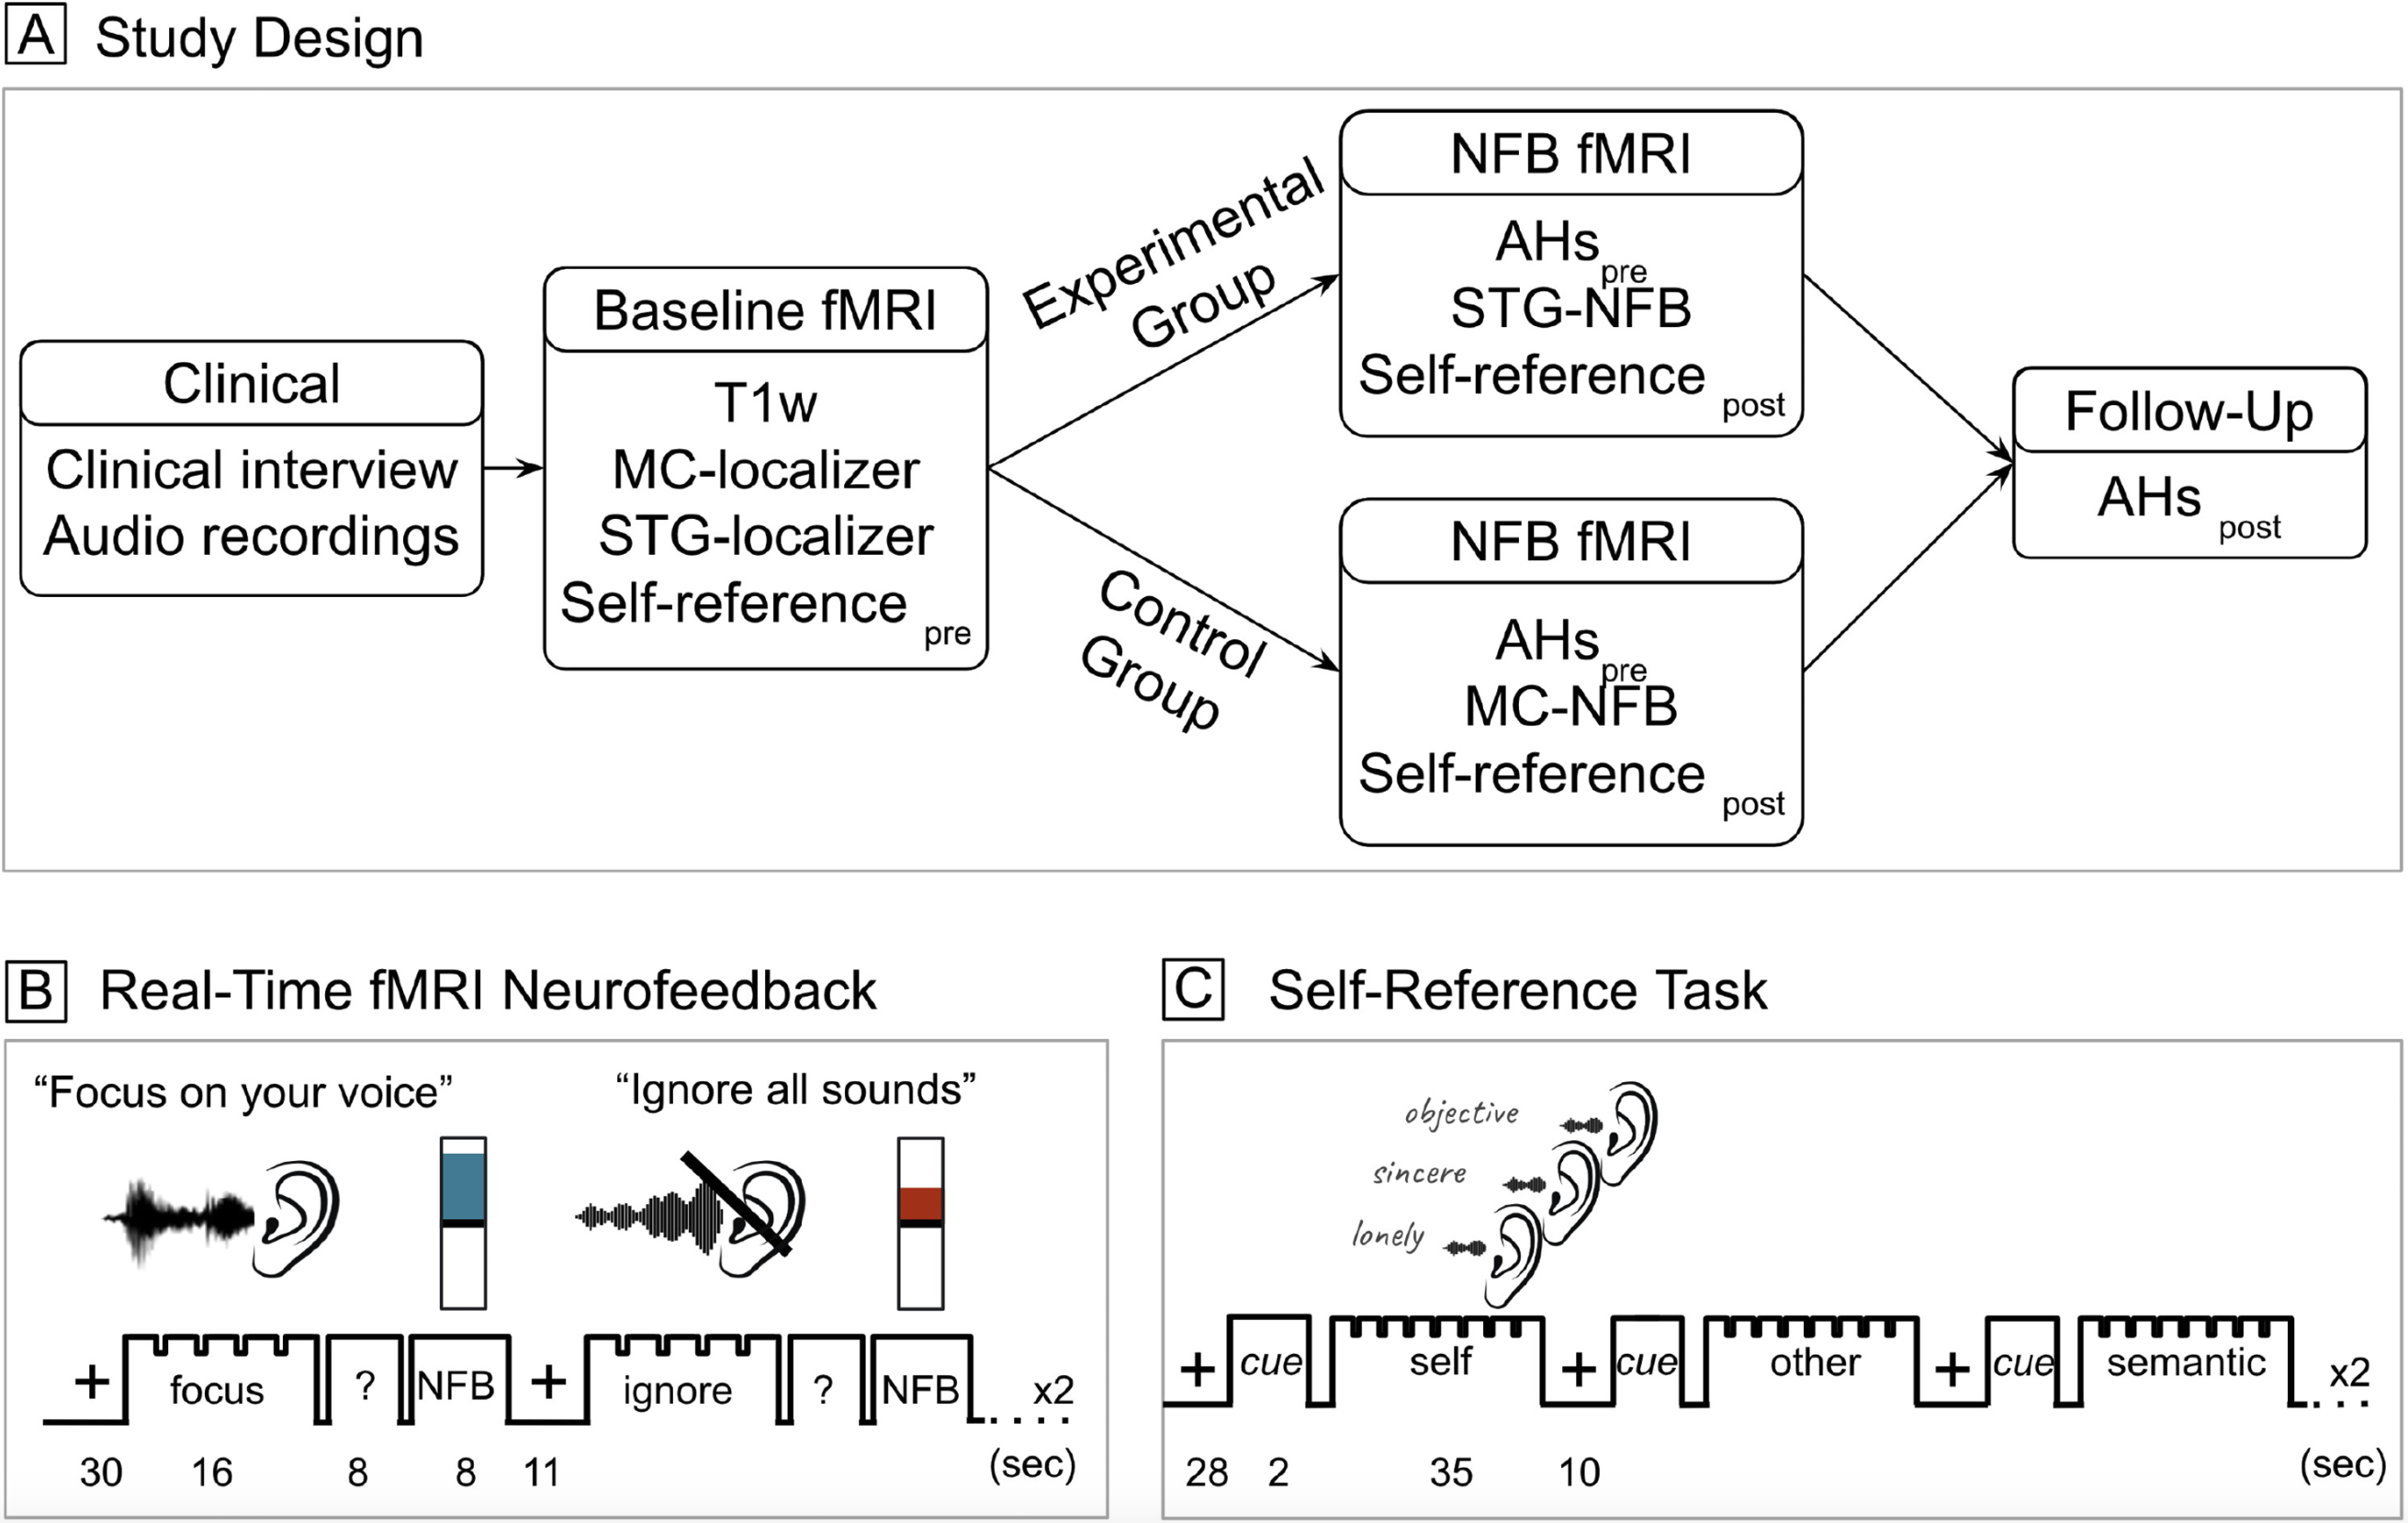 A Study Design
Clinical
Clinical interview
Audio recordings
Baseline fMRI
T1w
MC-localizer
STG-localizer
Self-reference pre
Experimental
Group
Control
Group
NFB fMRI
AHs pre
STG-NFB
Self-reference post
NFB fMRI
AHs pre
MC-NFB
Self-reference post
Follow-Up
AHs post
B Real-Time fMRI Neurofeedback
“Focus on your voice” “Ignore all sounds”
+ focus ? NFB + ignore ? NFB x2
30 16 8 8 11 (sec)
C Self-Reference Task
objective
sincere
lonely
+ cue self + cue other + cue semantic x2
28 2 35 10 (sec)